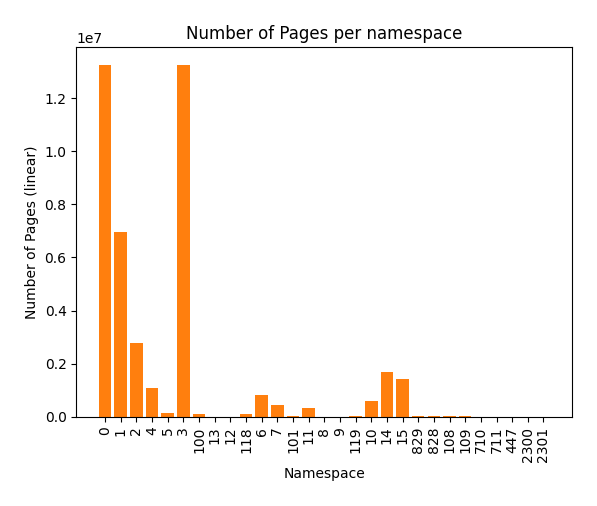 Number of Pages per namespace
1e7
Number of Pages (linear)
1.2
1.0
0.8
0.6
0.4
0.2
0.0
0 1 2 4 5 3 100 13 12 118 6 7 101 11 8 9 119 10 14 15 829 828 108 109 710 711 447 2300 2301
Namespace